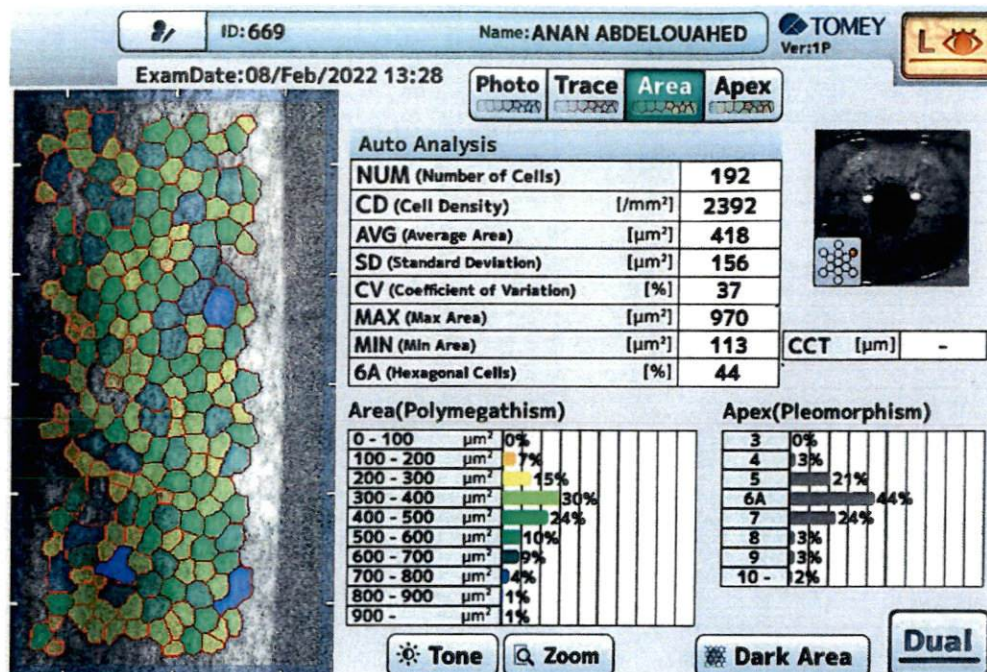 ID:669
Name:ANAN ABDELOUAHED
TOMEY
Ver:1P
L
ExamDate:08/Feb/2022 13:28
Photo Trace Area Apex
Auto Analysis
NUM (Number of Cells) 192
CD (Cell Density) [/mm²] 2392
AVG (Average Area) [µm²] 418
SD (Standard Deviation) [µm²] 156
CV (Coefficient of Variation) [%] 37
MAX (Max Area) [µm²] 970
MIN (Min Area) [µm²] 113
6A (Hexagonal Cells) [%] 44
CCT [µm] -
Area(Polymegathism)
0 - 100 µm² 0%
100 - 200 µm² 7%
200 - 300 µm² 15%
300 - 400 µm² 30%
400 - 500 µm² 24%
500 - 600 µm² 10%
600 - 700 µm² 9%
700 - 800 µm² 4%
800 - 900 µm² 1%
900 - µm² 1%
Apex(Pleomorphism)
3 0%
4 3%
5 21%
6A 44%
7 24%
8 3%
9 3%
10 - 2%
Tone
Zoom
Dark Area
Dual